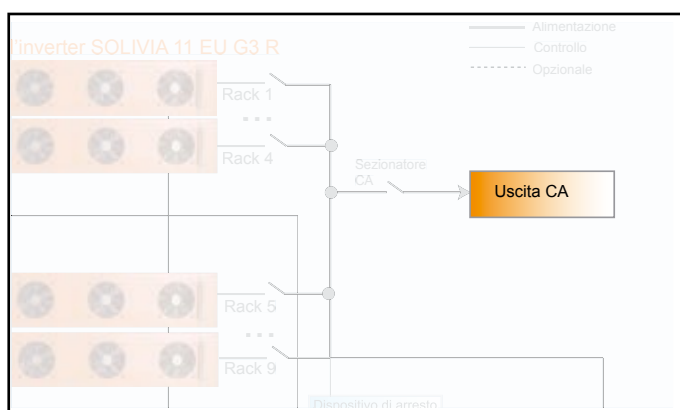 Alimentazione
l'inverter SOLIVIA 11 EU G3 R
Controllo
Opzionale
Rack 1
...
Rack 4
Sezionatore
CA
Uscita CA
Rack 5
...
Rack 9
Dispositivo di arresto